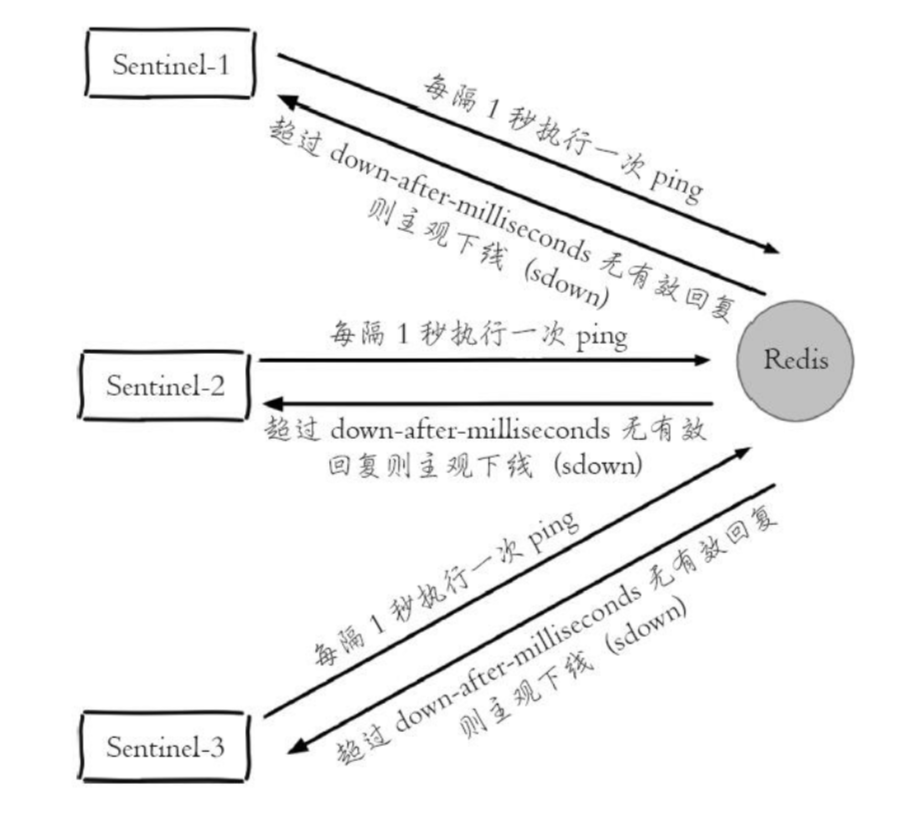 Sentinel-1
每隔 1 秒执行一次 ping
超过 down-after-milliseconds 无有效回复
则主观下线 (sdown)
每隔 1 秒执行一次 ping
Redis
Sentinel-2
超过 down-after-milliseconds 无有效
回复则主观下线 (sdown)
每隔 1 秒执行一次 ping
超过 down-after-milliseconds 无有效回复
则主观下线 (sdown)
Sentinel-3